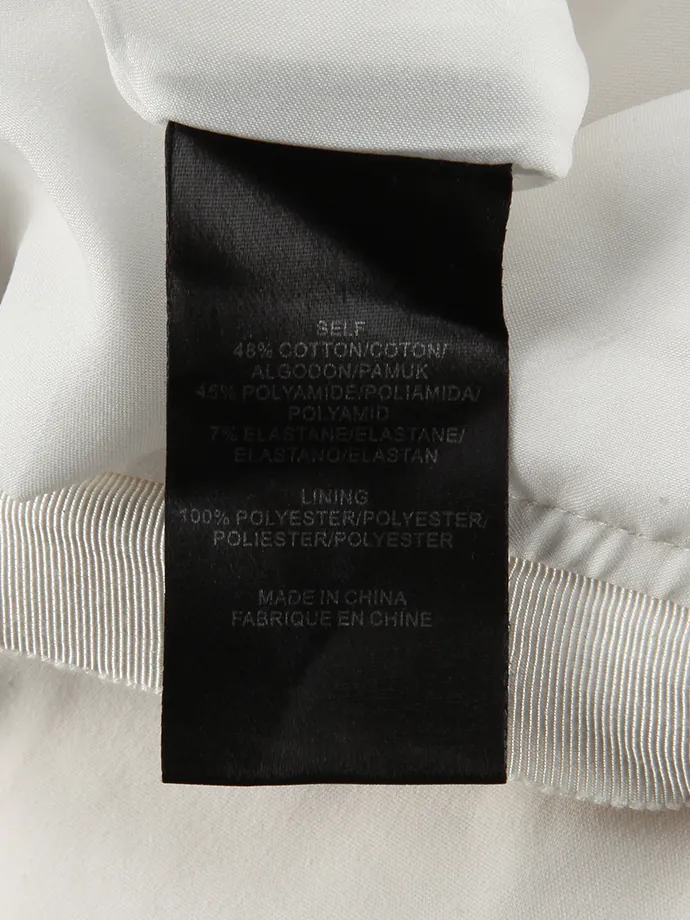 SELF
48% COTTON/COTON/
ALGODON/PAMUK
45% POLYAMIDE/POLIAMIDA/
POLYAMID
7% ELASTANE/ELASTANE/
ELASTANO/ELASTAN
LINING
100% POLYESTER/POLYESTER/
POLIESTER/POLYESTER
MADE IN CHINA
FABRIQUE EN CHINE